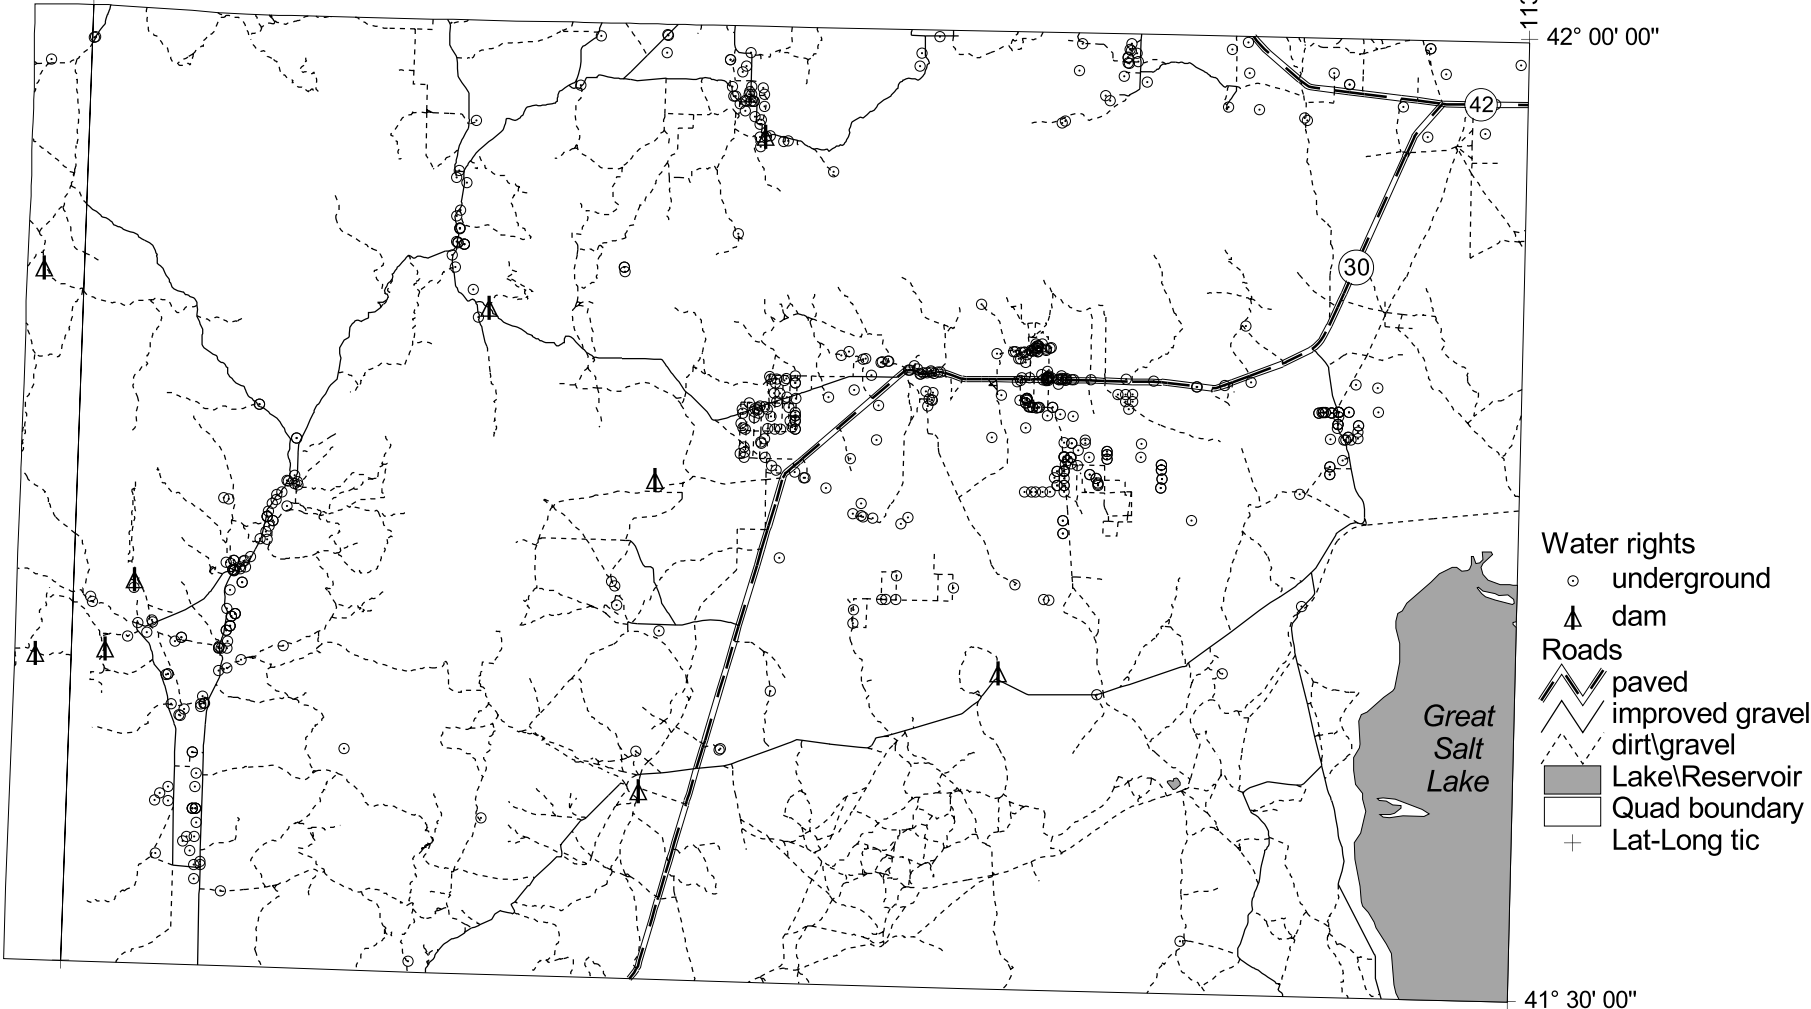 113
42° 00' 00"
42
30
Water rights
underground
dam
Roads
paved
improved gravel
dirt\gravel
Lake\Reservoir
Quad boundary
Lat-Long tic
Great
Salt
Lake
41° 30' 00"